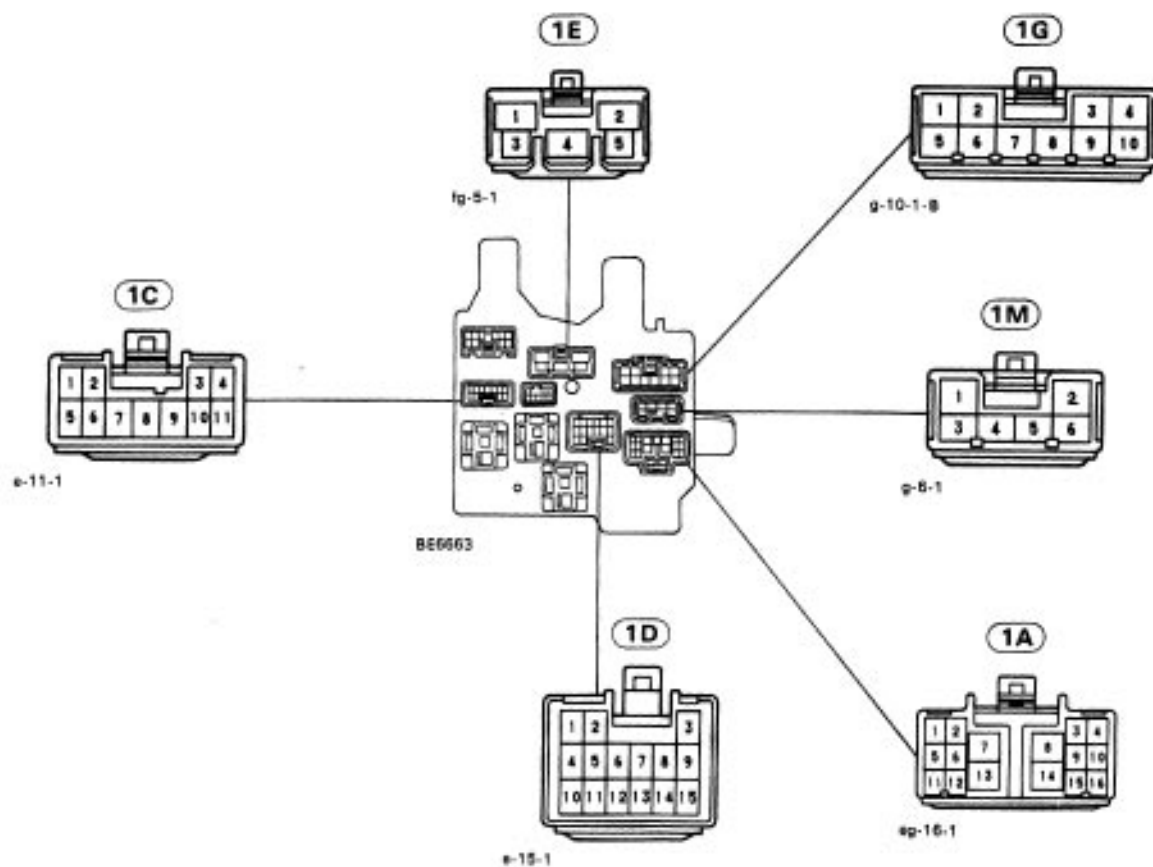 1E
1 2
3 4 5
fg-5-1
1G
1 2 3 4
5 6 7 8 9 10
g-10-1-B
1C
1 2 3 4
5 6 7 8 9 10 11
e-11-1
1M
1 2
3 4 5 6
g-6-1
BE6663
1D
1 2 3
4 5 6 7 8 9
10 11 12 13 14 15
e-15-1
1A
1 2 3 4
7 8
5 6 9 10
13 14
11 12 15 16
eg-16-1